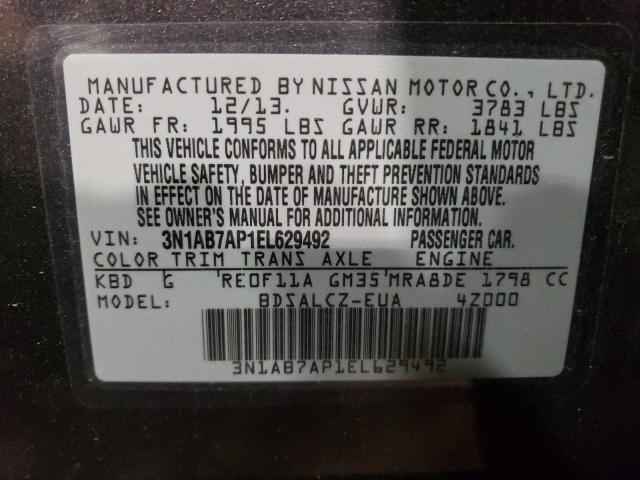 MANUFACTURED BY NISSAN MOTOR CO., LTD.
DATE: 12/13. GVWR: 3783 LBS
GAWR FR: 1995 LBS GAWR RR: 1841 LBS
THIS VEHICLE CONFORMS TO ALL APPLICABLE FEDERAL MOTOR
VEHICLE SAFETY, BUMPER AND THEFT PREVENTION STANDARDS
IN EFFECT ON THE DATE OF MANUFACTURE SHOWN ABOVE.
SEE OWNER'S MANUAL FOR ADDITIONAL INFORMATION.
VIN: 3N1AB7AP1EL629492 PASSENGER CAR.
COLOR TRIM TRANS AXLE ENGINE
KBD G RE0F11A GM35 MRA8DE 1798 CC
MODEL: BDSALCZ-EUA 4Z000
3N1AB7AP1EL629492